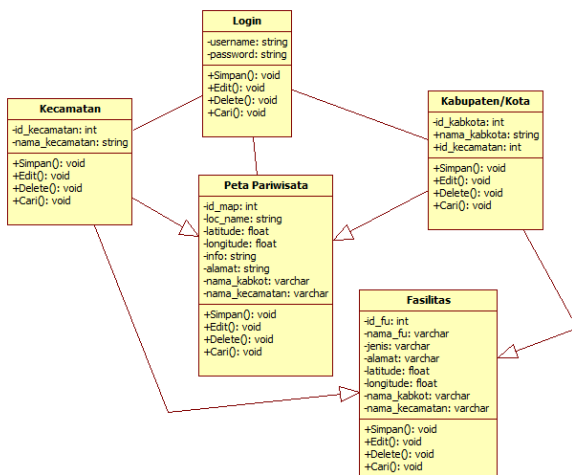 Login
-username: string
-password: string
+Simpan(): void
+Edit(): void
+Delete(): void
+Cari(): void
Kecamatan
-id_kecamatan: int
-nama_kecamatan: string
+Simpan(): void
+Edit(): void
+Delete(): void
+Cari(): void
Kabupaten/Kota
-id_kabkota: int
+nama_kabkota: string
+id_kecamatan: int
+Simpan(): void
+Edit(): void
+Delete(): void
+Cari(): void
Peta Pariwisata
-id_map: int
-loc_name: string
-latitude: float
-longitude: float
-info: string
-alamat: string
-nama_kabkot: varchar
-nama_kecamatan: varchar
+Simpan(): void
+Edit(): void
+Delete(): void
+Cari(): void
Fasilitas
-id_fu: int
-nama_fu: varchar
-jenis: varchar
-alamat: varchar
-latitude: float
-longitude: float
-nama_kabkot: varchar
-nama_kecamatan: varchar
+Simpan(): void
+Edit(): void
+Delete(): void
+Cari(): void